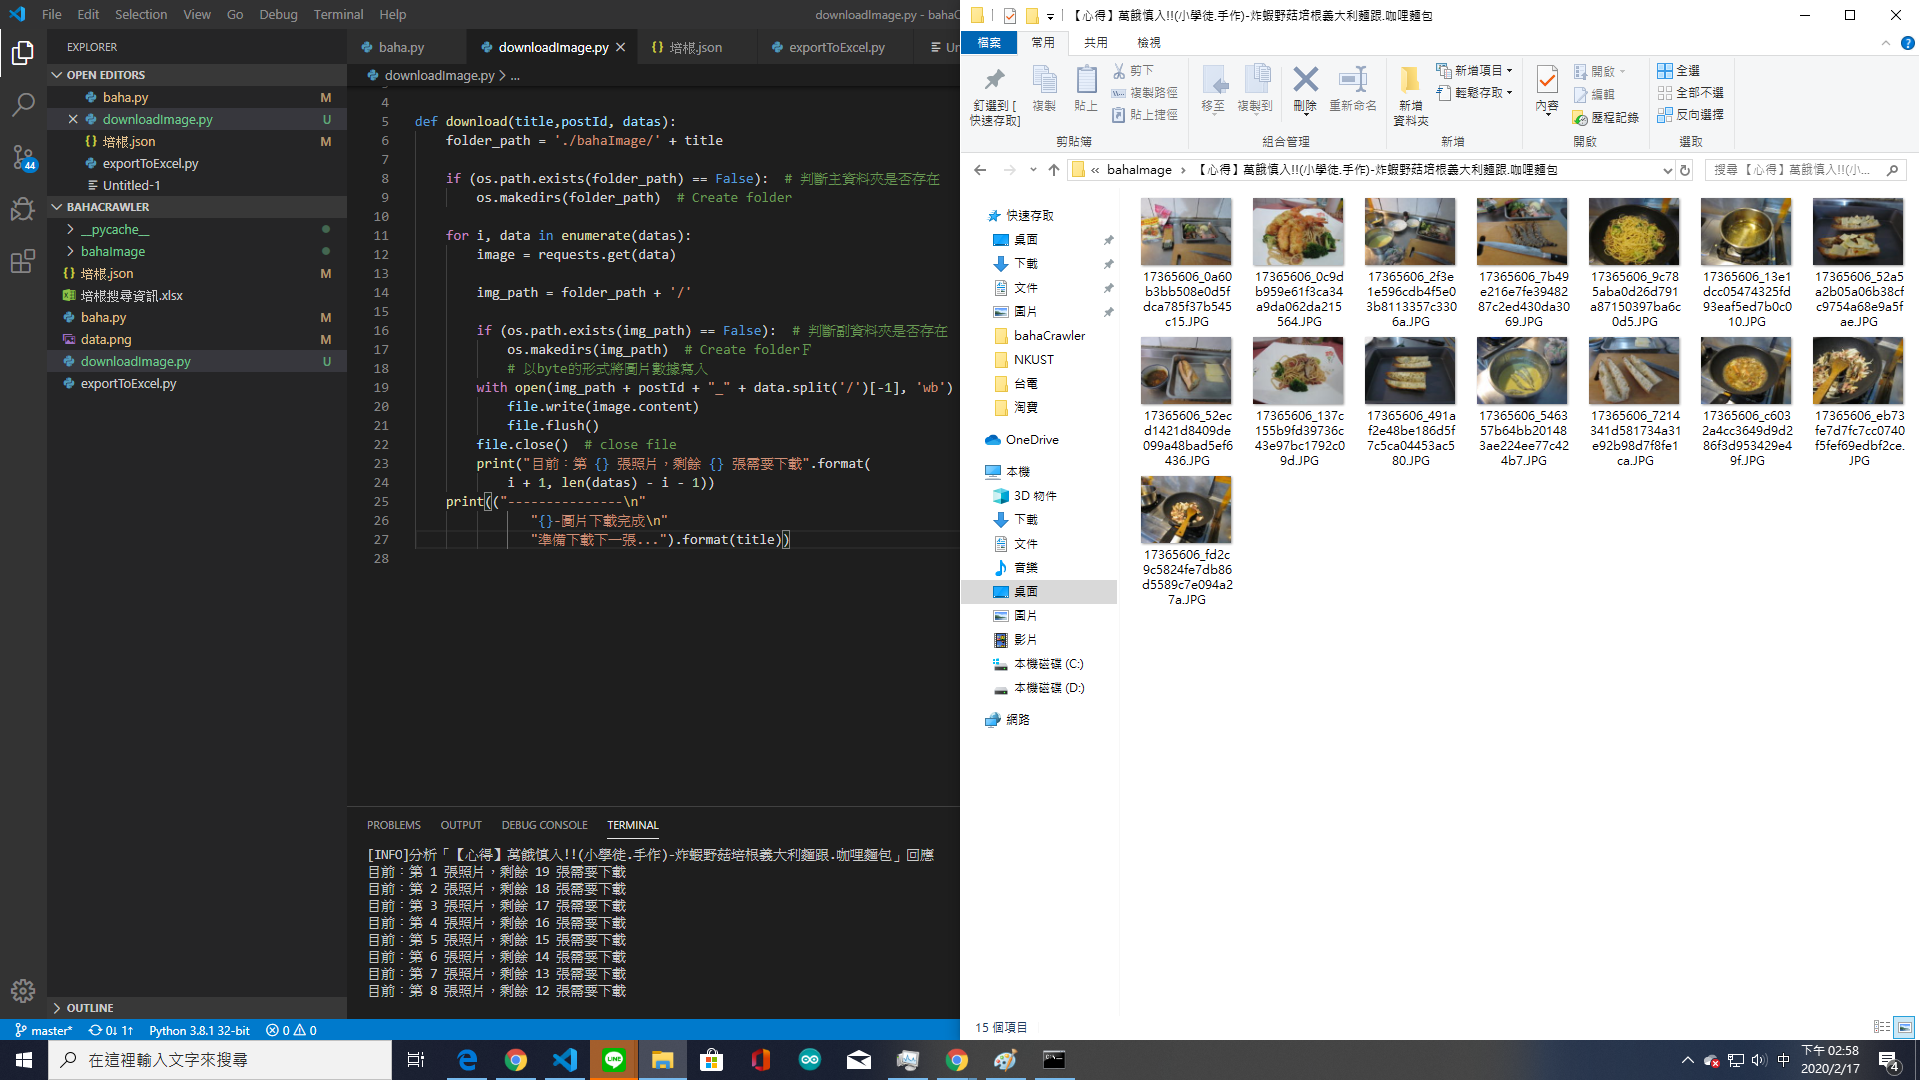 File Edit Selection View Go Debug Terminal Help
downloadImage.py - bahaC
EXPLORER
OPEN EDITORS
baha.py M
downloadImage.py U
培根.json M
exportToExcel.py
Untitled-1
BAHACRAWLER
__pycache__
bahaImage
培根.json M
培根搜尋資訊.xlsx
baha.py M
data.png
downloadImage.py U
exportToExcel.py
OUTLINE
44
baha.py downloadImage.py 培根.json exportToExcel.py Un
downloadImage.py > ...
4
5 def download(title,postId, datas):
6 folder_path = './bahaImage/' + title
7
8 if (os.path.exists(folder_path) == False): # 判斷主資料夾是否存在
9 os.makedirs(folder_path) # Create folder
10
11 for i, data in enumerate(datas):
12 image = requests.get(data)
13
14 img_path = folder_path + '/'
15
16 if (os.path.exists(img_path) == False): # 判斷副資料夾是否存在
17 os.makedirs(img_path) # Create folderㄕ
18 # 以byte的形式將圖片數據寫入
19 with open(img_path + postId + "_" + data.split('/')[-1], 'wb')
20 file.write(image.content)
21 file.flush()
22 file.close() # close file
23 print("目前：第 {} 張照片，剩餘 {} 張需要下載".format(
24 i + 1, len(datas) - i - 1))
25 print(("---------------\n"
26 "{}-圖片下載完成\n"
27 "準備下載下一張...").format(title))
28
PROBLEMS OUTPUT DEBUG CONSOLE TERMINAL
[INFO]分析「【心得】萬餓慎入!!(小學徒.手作)-炸蝦野菇培根義大利麵跟.咖哩麵包」回應
目前：第 1 張照片，剩餘 19 張需要下載
目前：第 2 張照片，剩餘 18 張需要下載
目前：第 3 張照片，剩餘 17 張需要下載
目前：第 4 張照片，剩餘 16 張需要下載
目前：第 5 張照片，剩餘 15 張需要下載
目前：第 6 張照片，剩餘 14 張需要下載
目前：第 7 張照片，剩餘 13 張需要下載
目前：第 8 張照片，剩餘 12 張需要下載
master* 0↓ 1↑ Python 3.8.1 32-bit 0 0
【心得】萬餓慎入!!(小學徒.手作)-炸蝦野菇培根義大利麵跟.咖哩麵包
檔案 常用 共用 檢視
釘選到 [快速存取] 複製 貼上 剪下 複製路徑 貼上捷徑
剪貼簿
移至 複製到 刪除 重新命名
組合管理
新增資料夾 新增項目 輕鬆存取
新增
內容 開啟 編輯 歷程記錄
開啟
全選 全部不選 反向選擇
選取
« bahaImage > 【心得】萬餓慎入!!(小學徒.手作)-炸蝦野菇培根義大利麵跟.咖哩麵包
搜尋【心得】萬餓慎入!!(小...
快速存取
桌面
下載
文件
圖片
bahaCrawler
NKUST
台電
淘寶
OneDrive
本機
3D 物件
下載
文件
音樂
桌面
圖片
影片
本機磁碟 (C:)
本機磁碟 (D:)
網路
17365606_0a60b3bb508e0d5fdca785f37b545c15.JPG
17365606_0c9db959e61f3ca34a9da062da215564.JPG
17365606_2f3e1e596cdb4f5e03b8113357c3306a.JPG
17365606_7b49e216e7fe3948287c2ed430da3069.JPG
17365606_9c785aba0d26d791a87150397ba6c0d5.JPG
17365606_13e1dcc05474325fd93eaf5ed7b0c010.JPG
17365606_52a5a2b05a06b38cfc9754a68e9a5fae.JPG
17365606_52ecd1421d8409de099a48bad5ef6436.JPG
17365606_137c155b9fd39736c43e97bc1792c09d.JPG
17365606_491af2e48be186d5f7c5ca04453ac580.JPG
17365606_546357b64bb201483ae224ee77c424b7.JPG
17365606_7214341d581734a31e92b98d7f8fe1ca.JPG
17365606_c6032a4cc3649d9d286f3d953429e49f.JPG
17365606_eb73fe7d7fc7cc0740f5fef69edbf2ce.JPG
17365606_fd2c9c5824fe7db86d5589c7e094a27a.JPG
15 個項目
在這裡輸入文字來搜尋
中
下午 02:58
2020/2/17
4